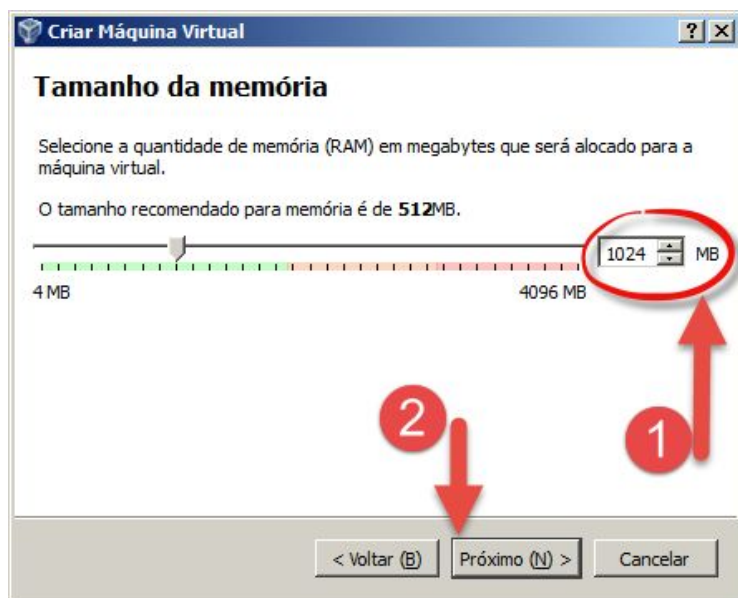 Criar Máquina Virtual
Tamanho da memória
Selecione a quantidade de memória (RAM) em megabytes que será alocado para a
máquina virtual.
O tamanho recomendado para memória é de 512MB.
1024 MB
4 MB 4096 MB
2
1
< Voltar (B) Próximo (N) > Cancelar